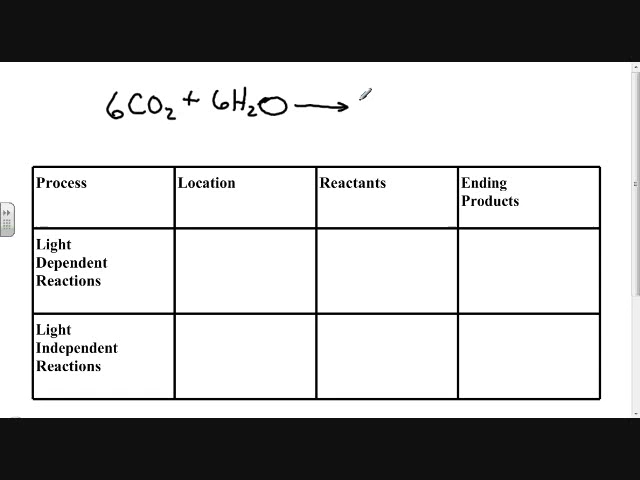 6CO₂ + 6H₂O →
Process
Location
Reactants
Ending
Products
Light
Dependent
Reactions
Light
Independent
Reactions